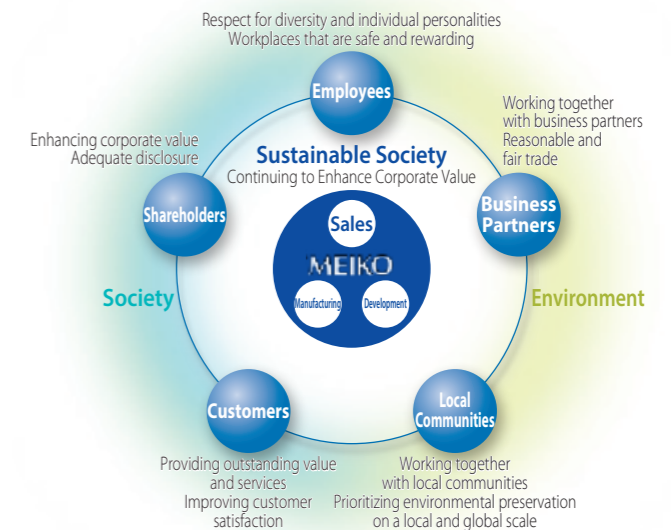 Respect for diversity and individual personalities
Workplaces that are safe and rewarding
Employees
Working together
with business partners
Reasonable and
fair trade
Enhancing corporate value
Adequate disclosure
Sustainable Society
Continuing to Enhance Corporate Value
Shareholders
Business
Partners
Sales
MEIKO
Manufacturing
Development
Society
Environment
Customers
Local
Communities
Providing outstanding value
and services
Improving customer
satisfaction
Working together
with local communities
Prioritizing environmental preservation
on a local and global scale